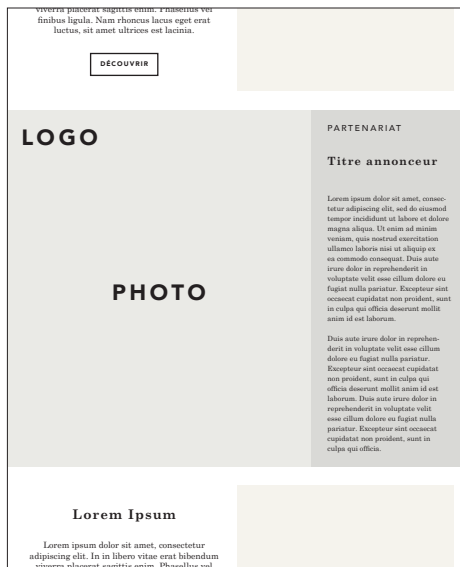 viverra placerat sagittis enim. Phasellus vel
finibus ligula. Nam rhoncus lacus eget erat
luctus, sit amet ultrices est lacinia.
DÉCOUVRIR
LOGO
PHOTO
PARTENARIAT
Titre annonceur
Lorem ipsum dolor sit amet, consec-
tetur adipiscing elit, sed do eiusmod
tempor incididunt ut labore et dolore
magna aliqua. Ut enim ad minim
veniam, quis nostrud exercitation
ullamco laboris nisi ut aliquip ex
ea commodo consequat. Duis aute
irure dolor in reprehenderit in
voluptate velit esse cillum dolore eu
fugiat nulla pariatur. Excepteur sint
occaecat cupidatat non proident, sunt
in culpa qui officia deserunt mollit
anim id est laborum.
Duis aute irure dolor in reprehen-
derit in voluptate velit esse cillum
dolore eu fugiat nulla pariatur.
Excepteur sint occaecat cupidatat
non proident, sunt in culpa qui
officia deserunt mollit anim id est
laborum. Duis aute irure dolor in
reprehenderit in voluptate velit
esse cillum dolore eu fugiat nulla
pariatur. Excepteur sint occaecat
cupidatat non proident, sunt in
culpa qui officia.
Lorem Ipsum
Lorem ipsum dolor sit amet, consectetur
adipiscing elit. In in libero vitae erat bibendum
viverra placerat sagittis enim. Phasellus vel